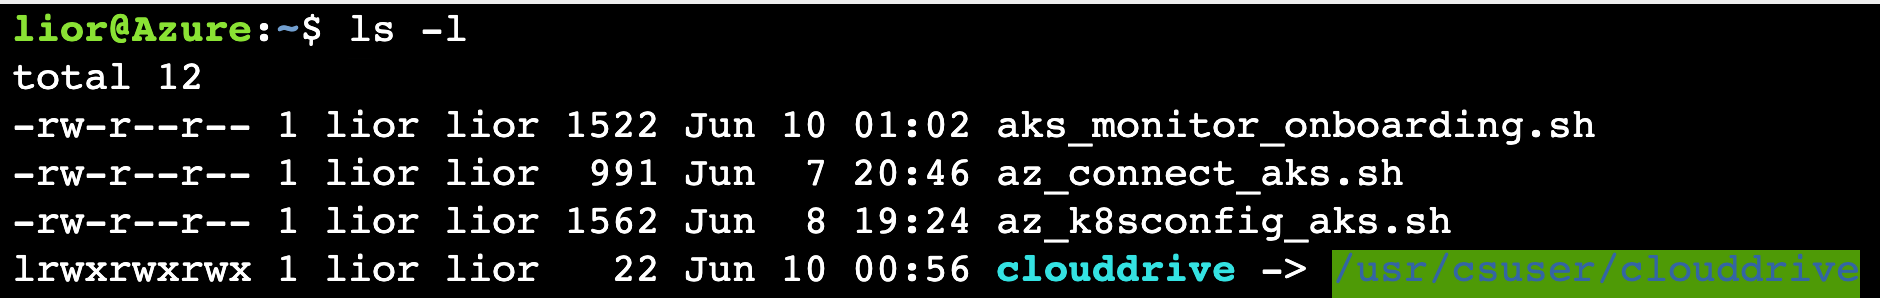 lior@Azure:~$ ls -l
total 12
-rw-r--r-- 1 lior lior 1522 Jun 10 01:02 aks_monitor_onboarding.sh
-rw-r--r-- 1 lior lior  991 Jun  7 20:46 az_connect_aks.sh
-rw-r--r-- 1 lior lior 1562 Jun  8 19:24 az_k8sconfig_aks.sh
lrwxrwxrwx 1 lior lior   22 Jun 10 00:56 clouddrive -> /usr/csuser/clouddrive